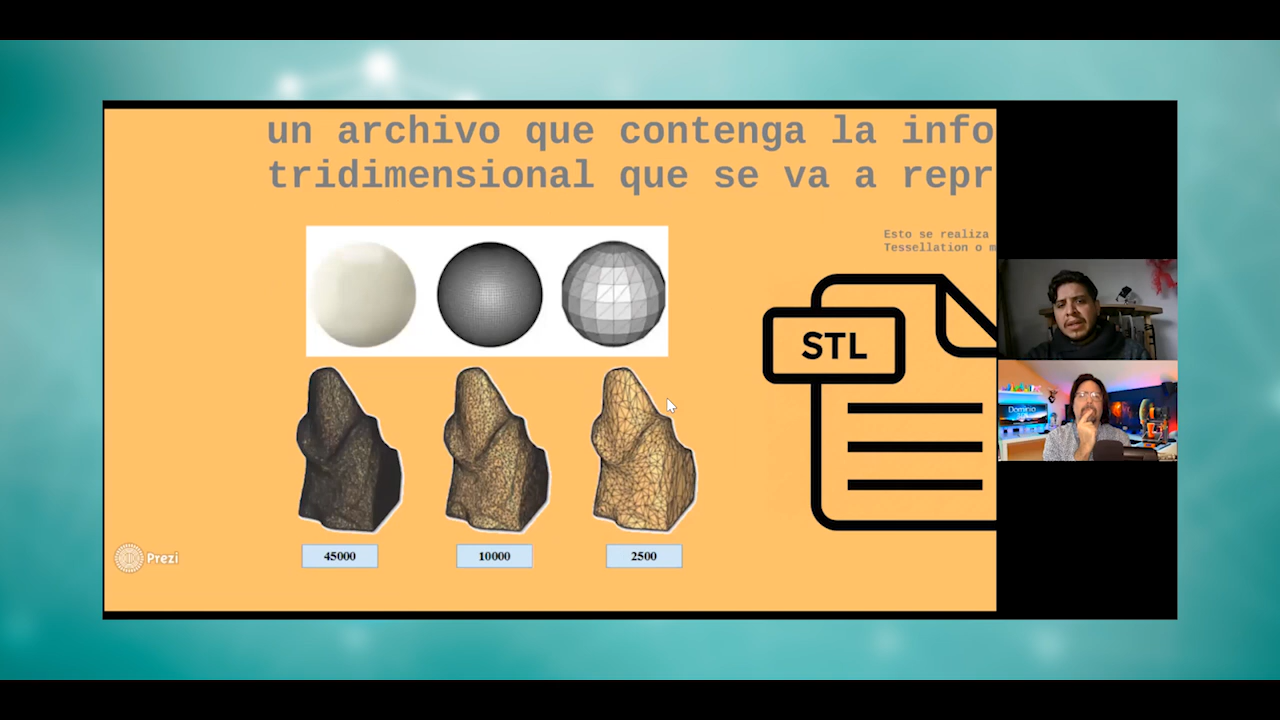 un archivo que contenga la info
tridimensional que se va a repr
Esto se realiza
Tessellation o m
STL
45000
10000
2500
Prezi
Dominio